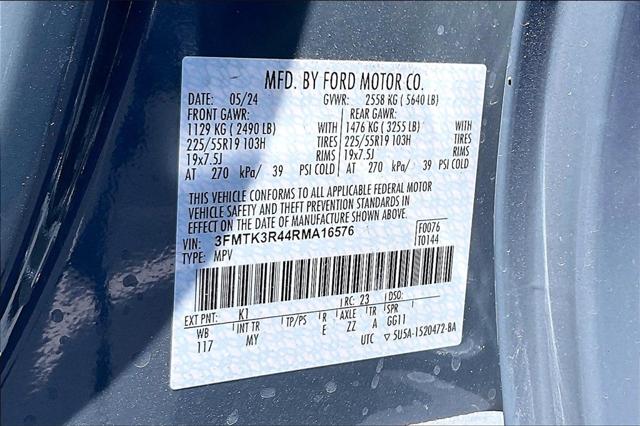 MFD. BY FORD MOTOR CO.
DATE: 05/24 GVWR: 2558 KG ( 5640 LB)
FRONT GAWR: REAR GAWR:
1129 KG ( 2490 LB) WITH 1476 KG ( 3255 LB) WITH
225/55R19 103H TIRES 225/55R19 103H TIRES
19x7.5J RIMS 19x7.5J RIMS
AT 270 kPa/ 39 PSI COLD AT 270 kPa/ 39 PSI COLD
THIS VEHICLE CONFORMS TO ALL APPLICABLE FEDERAL MOTOR
VEHICLE SAFETY AND THEFT PREVENTION STANDARDS IN
EFFECT ON THE DATE OF MANUFACTURE SHOWN ABOVE.
VIN: 3FMTK3R44RMA16576 F0076
TYPE: MPV T0144
EXT PNT: K1 RC: 23 DSO:
WB INT TR TP/PS R AXLE TR SPR
117 MY E ZZ A GG11
UTC ▽ 5U5A-1520472-BA